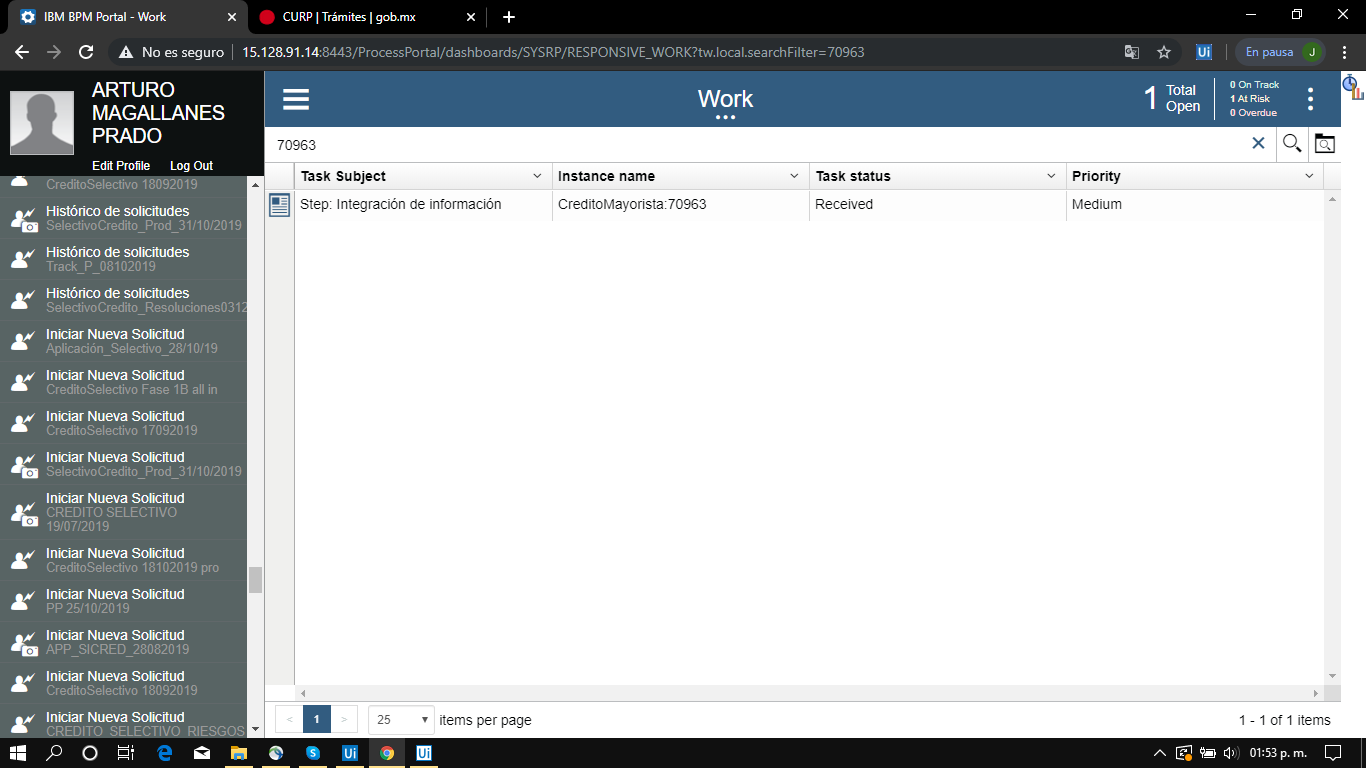 IBM BPM Portal - Work
CURP | Trámites | gob.mx
No es seguro
15.128.91.14:8443/ProcessPortal/dashboards/SYSRP/RESPONSIVE_WORK?tw.local.searchFilter=70963
Ui
En pausa
J
ARTURO
MAGALLANES
PRADO
Edit Profile
Log Out
Work
1
Total
Open
0 On Track
1 At Risk
0 Overdue
70963
Task Subject
Instance name
Task status
Priority
Step: Integración de información
CreditoMayorista:70963
Received
Medium
CreditoSelectivo 18092019
Histórico de solicitudes
SelectivoCredito_Prod_31/10/2019
Histórico de solicitudes
Track_P_08102019
Histórico de solicitudes
SelectivoCredito_Resoluciones0312
Iniciar Nueva Solicitud
Aplicación_Selectivo_28/10/19
Iniciar Nueva Solicitud
CreditoSelectivo Fase 1B all in
Iniciar Nueva Solicitud
CreditoSelectivo 17092019
Iniciar Nueva Solicitud
SelectivoCredito_Prod_31/10/2019
Iniciar Nueva Solicitud
CREDITO SELECTIVO
19/07/2019
Iniciar Nueva Solicitud
CreditoSelectivo 18102019 pro
Iniciar Nueva Solicitud
PP 25/10/2019
Iniciar Nueva Solicitud
APP_SICRED_28082019
Iniciar Nueva Solicitud
CreditoSelectivo 18092019
Iniciar Nueva Solicitud
CREDITO_SELECTIVO_RIESGOS
< 1 >
25
items per page
1 - 1 of 1 items
Ui
Ui
01:53 p. m.